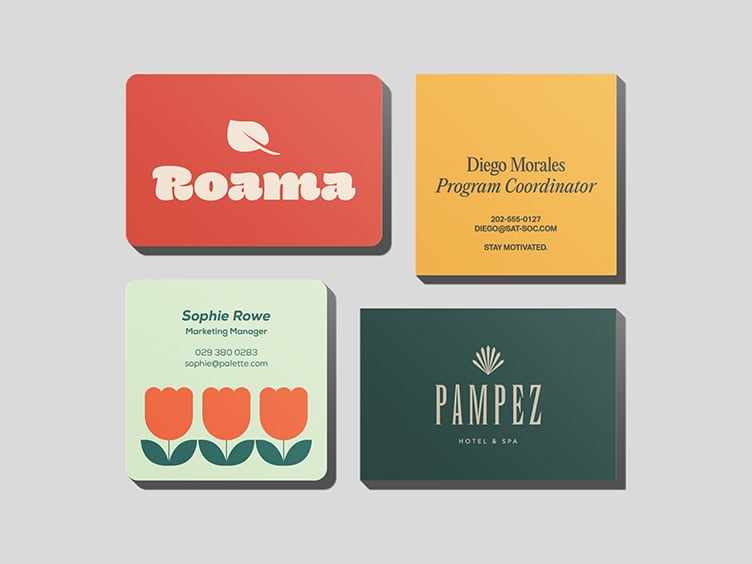 Roama
Diego Morales
Program Coordinator
202-555-0127
DIEGO@SAT-SOC.COM
STAY MOTIVATED.
Sophie Rowe
Marketing Manager
029 380 0283
sophie@palette.com
PAMPEZ
HOTEL & SPA